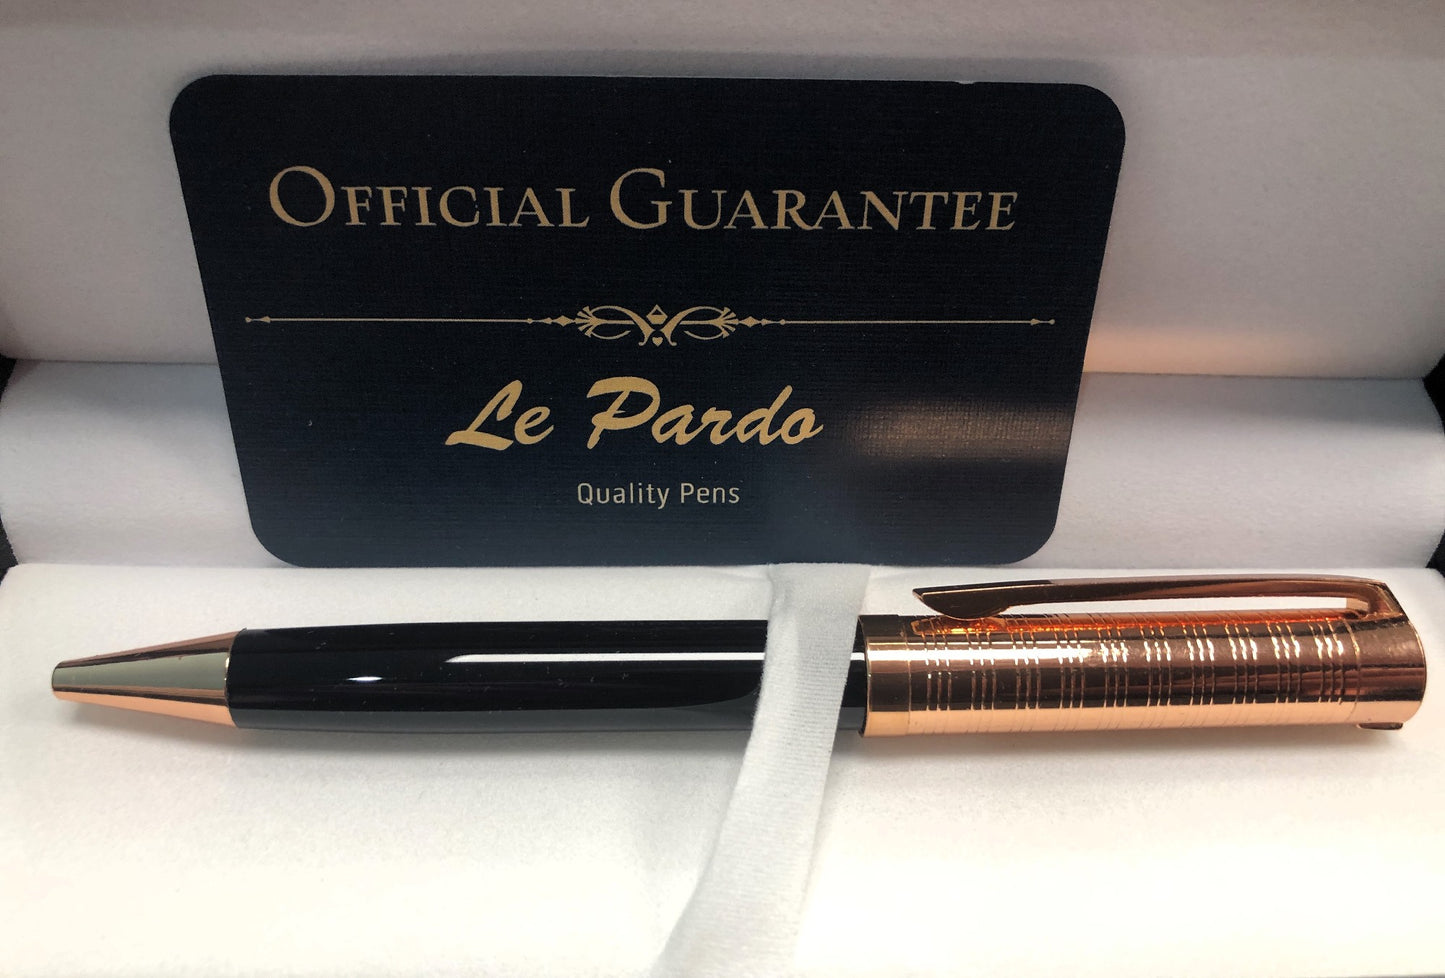 OFFICIAL GUARANTEE
Le Pardo
Quality Pens